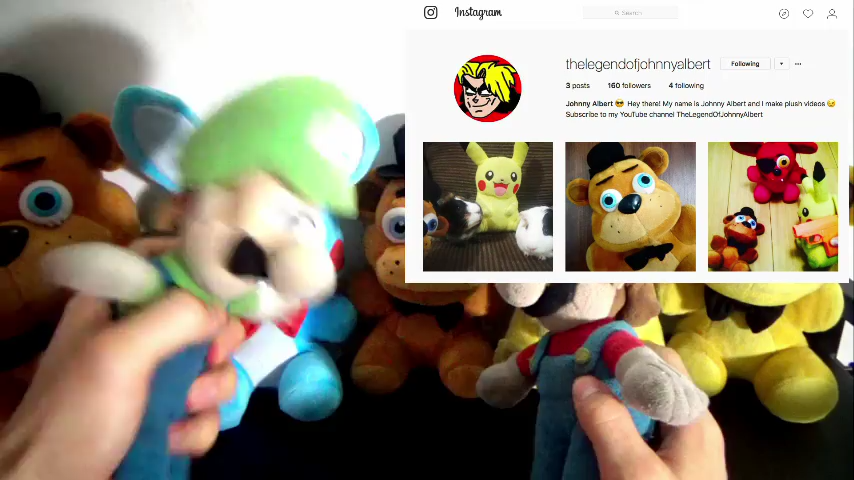 Instagram
Search
thelegendofjohnnyalbert Following
3 posts 160 followers 4 following
Johnny Albert 😎 Hey there! My name is Johnny Albert and I make plush videos 😉
Subscribe to my YouTube channel TheLegendOfJohnnyAlbert